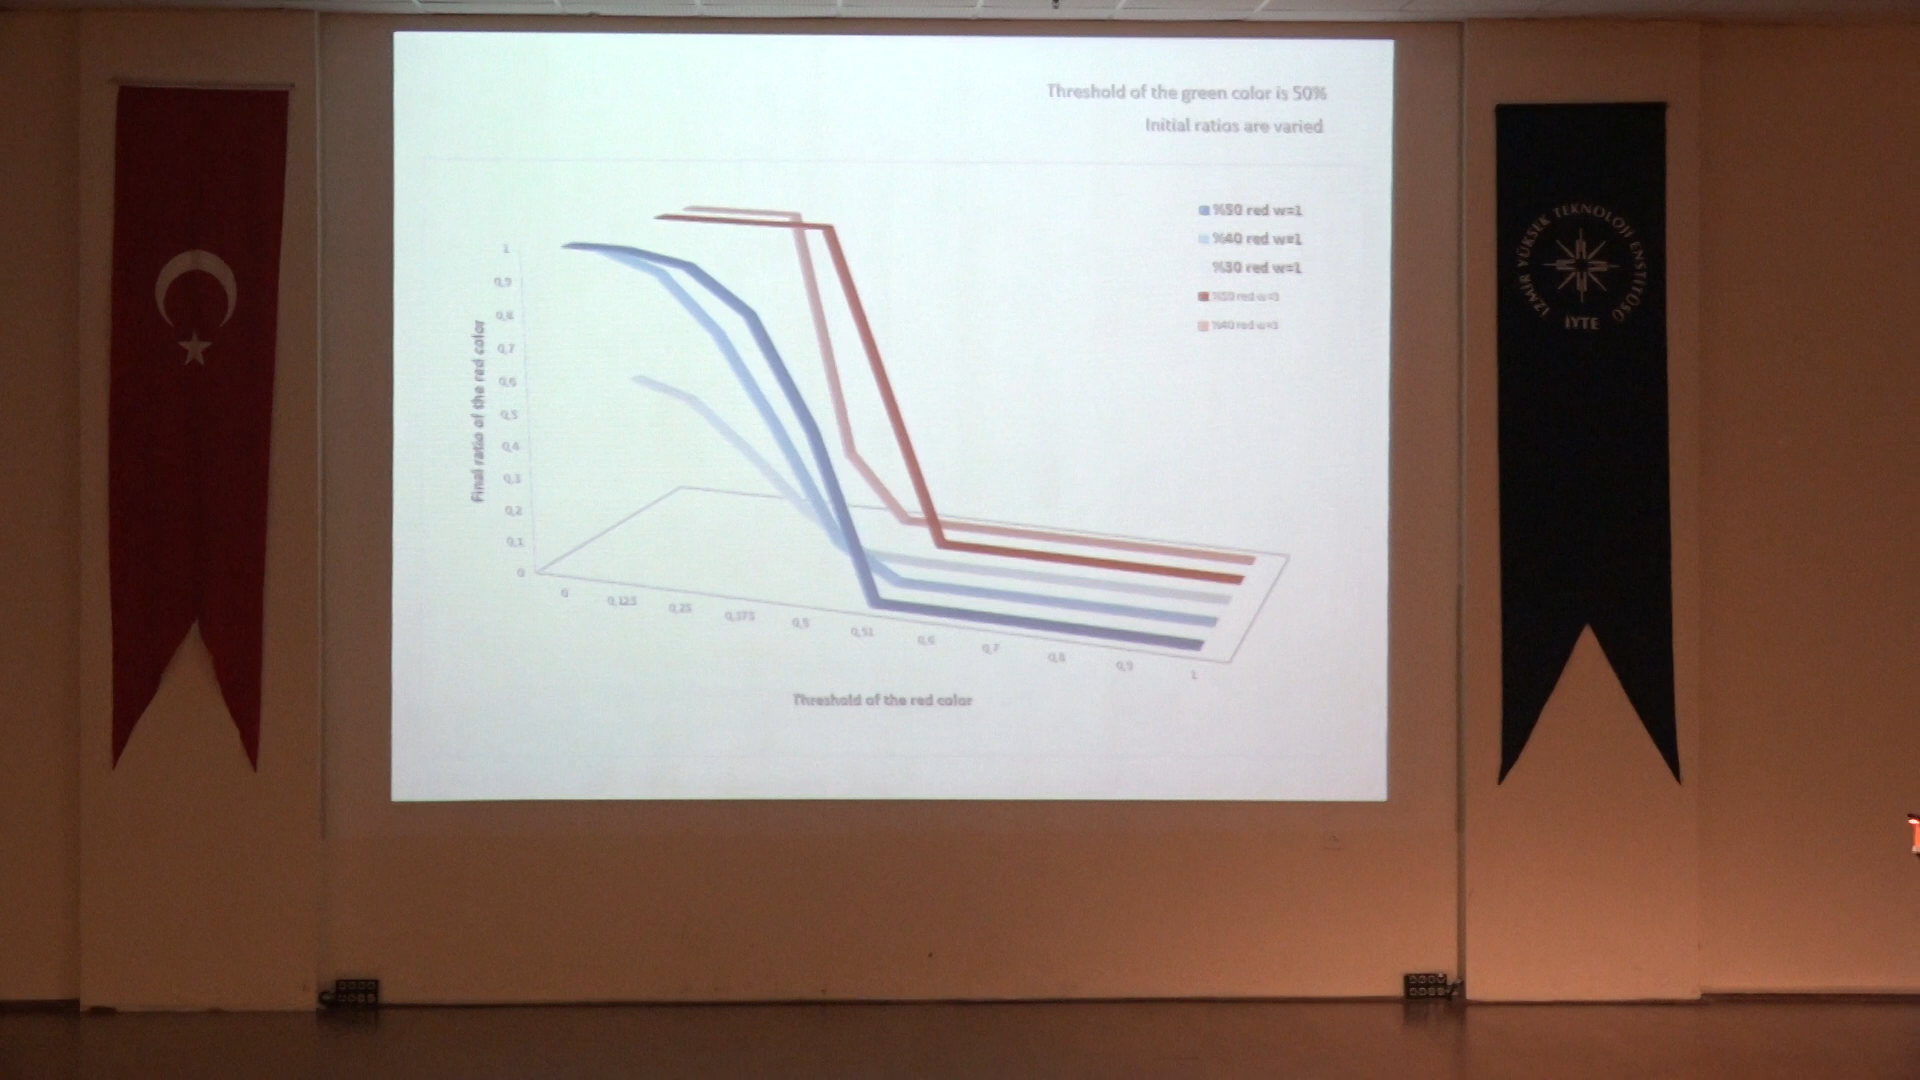 Threshold of the green color is 50%
Initial ratios are varied
%50 red w=1
%40 red w=1
%30 red w=1
%50 red w=3
%40 red w=3
Final ratio of the red color
1
0,9
0,8
0,7
0,6
0,5
0,4
0,3
0,2
0,1
0
0
0,125
0,25
0,375
0,5
0,51
0,6
0,7
0,8
0,9
1
Threshold of the red color
İZMİR YÜKSEK TEKNOLOJİ ENSTİTÜSÜ
İYTE